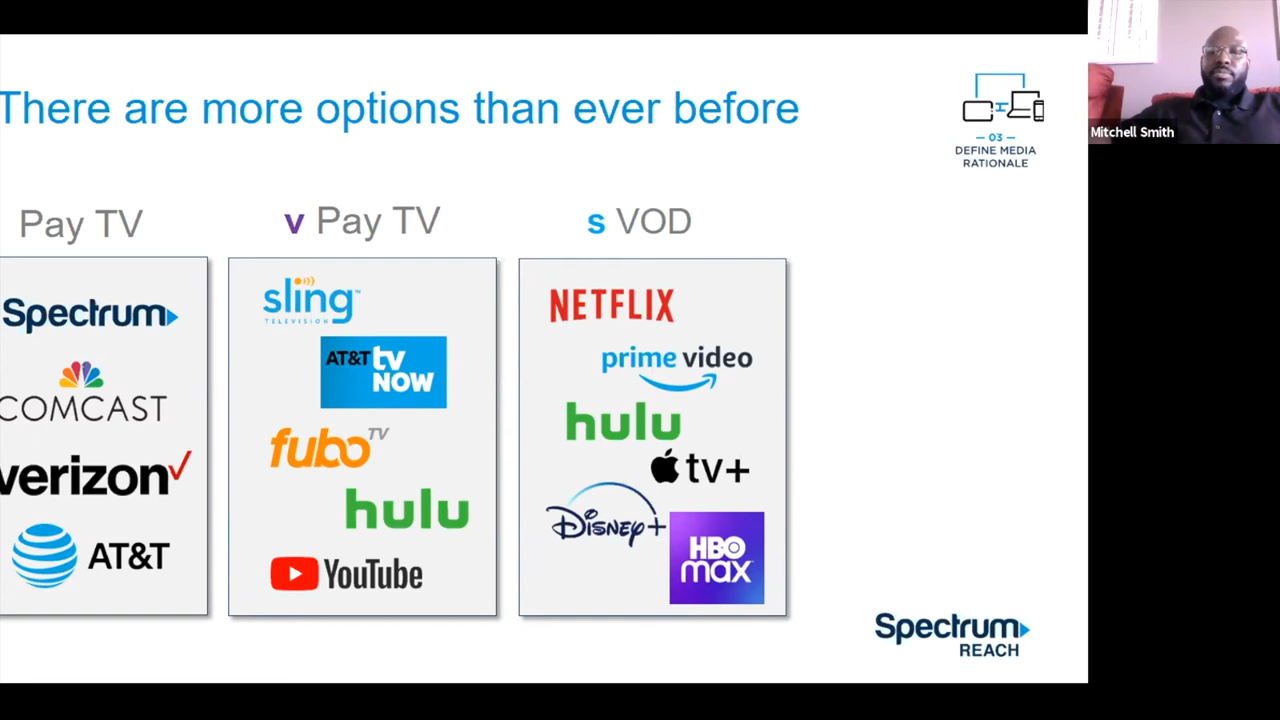 There are more options than ever before
— 03 —
DEFINE MEDIA
RATIONALE
Mitchell Smith
Pay TV
Spectrum
COMCAST
verizon
AT&T
v Pay TV
sling
TELEVISION
AT&T tv
NOW
fubo TV
hulu
YouTube
s VOD
NETFLIX
prime video
hulu
tv+
Disney+
HBO
max
Spectrum
REACH